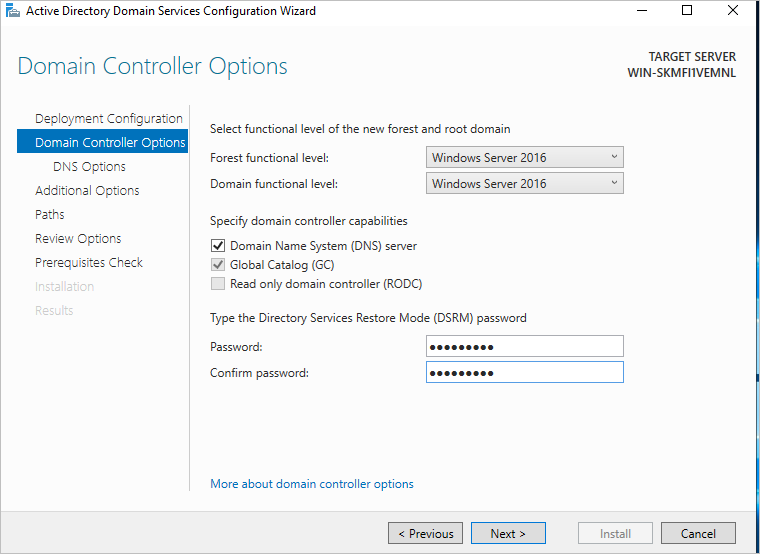 Active Directory Domain Services Configuration Wizard
Domain Controller Options
TARGET SERVER
WIN-SKMFI1VEMNL
Deployment Configuration
Domain Controller Options
DNS Options
Additional Options
Paths
Review Options
Prerequisites Check
Installation
Results
Select functional level of the new forest and root domain
Forest functional level: Windows Server 2016
Domain functional level: Windows Server 2016
Specify domain controller capabilities
Domain Name System (DNS) server
Global Catalog (GC)
Read only domain controller (RODC)
Type the Directory Services Restore Mode (DSRM) password
Password: ●●●●●●●●●
Confirm password: ●●●●●●●●●
More about domain controller options
< Previous Next > Install Cancel